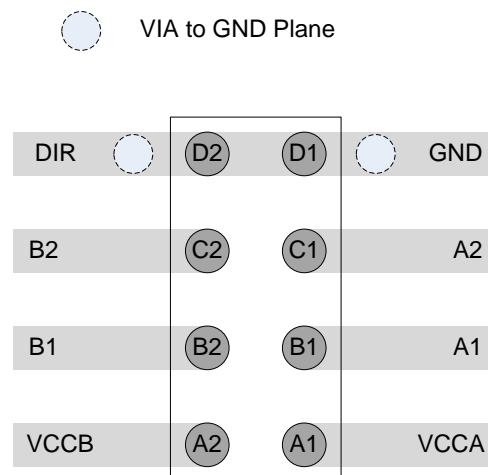 VIA to GND Plane
DIR D2 D1 GND
B2 C2 C1 A2
B1 B2 B1 A1
VCCB A2 A1 VCCA